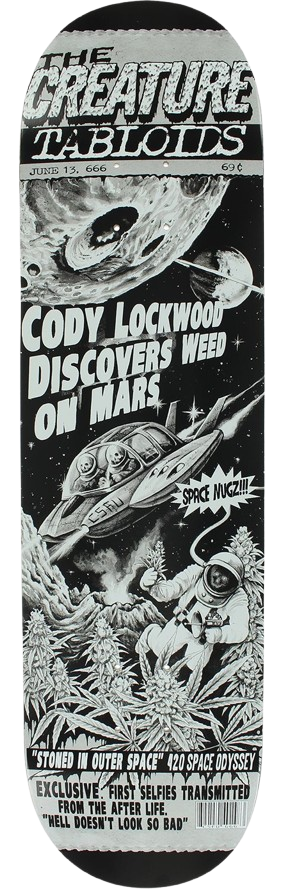 THE
CREATURE
TABLOIDS
JUNE 13, 666 69¢
CODY LOCKWOOD
DISCOVERS WEED
ON MARS
SPACE NUGZ!!!
"STONED IN OUTER SPACE" 420 SPACE ODYSSEY
EXCLUSIVE: FIRST SELFIES TRANSMITTED
FROM THE AFTER LIFE.
"HELL DOESN'T LOOK SO BAD"